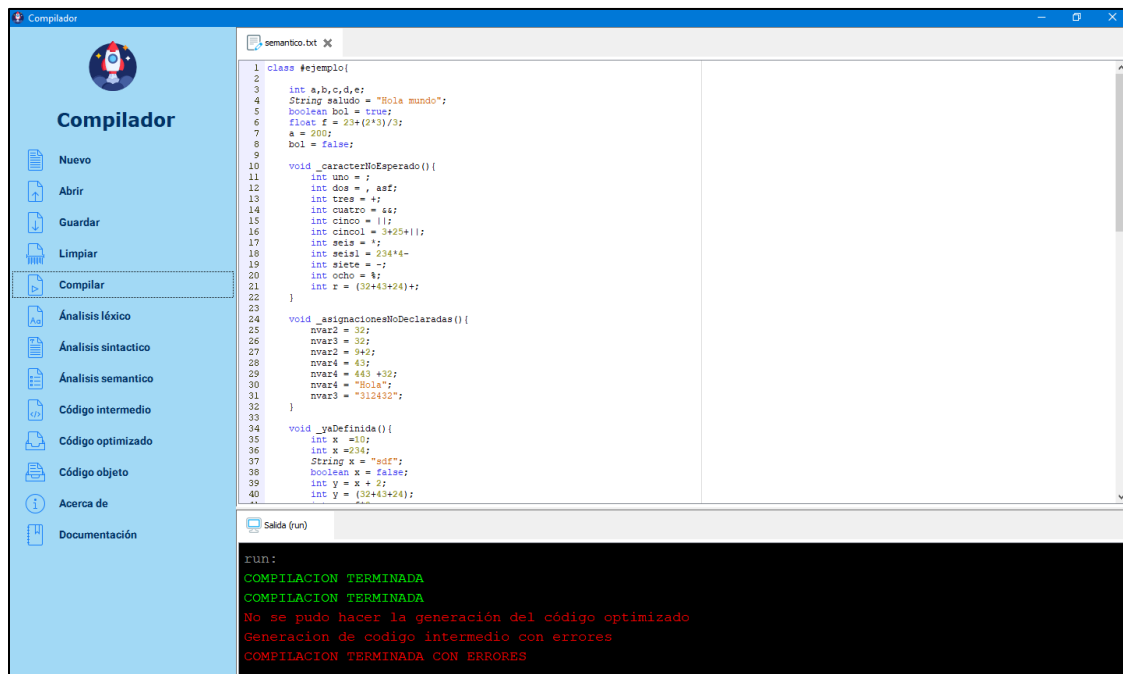 Compilador
Compilador
Nuevo
Abrir
Guardar
Limpiar
Compilar
Ánalisis léxico
Ánalisis sintactico
Ánalisis semantico
Código intermedio
Código optimizado
Código objeto
Acerca de
Documentación
semantico.txt
1 class #ejemplo{
2
3 int a,b,c,d,e;
4 String saludo = "Hola mundo";
5 boolean bol = true;
6 float f = 23+(2*3)/3;
7 a = 200;
8 bol = false;
9
10 void _caracterNoEsperado(){
11 int uno = ;
12 int dos = , asf;
13 int tres = +;
14 int cuatro = &&;
15 int cinco = ||;
16 int cinco1 = 3+25+||;
17 int seis = *;
18 int seis1 = 234*4-
19 int siete = -;
20 int ocho = %;
21 int r = (32+43+24)+;
22 }
23
24 void _asignacionesNoDeclaradas(){
25 nvar2 = 32;
26 nvar3 = 32;
27 nvar2 = 9+2;
28 nvar4 = 43;
29 nvar4 = 443 +32;
30 nvar4 = "Hola";
31 nvar3 = "312432";
32 }
33
34 void _yaDefinida(){
35 int x =10;
36 int x =234;
37 String x = "sdf";
38 boolean x = false;
39 int y = x + 2;
40 int y = (32+43+24);
Salida (run)
run:
COMPILACION TERMINADA
COMPILACION TERMINADA
No se pudo hacer la generación del código optimizado
Generacion de codigo intermedio con errores
COMPILACION TERMINADA CON ERRORES